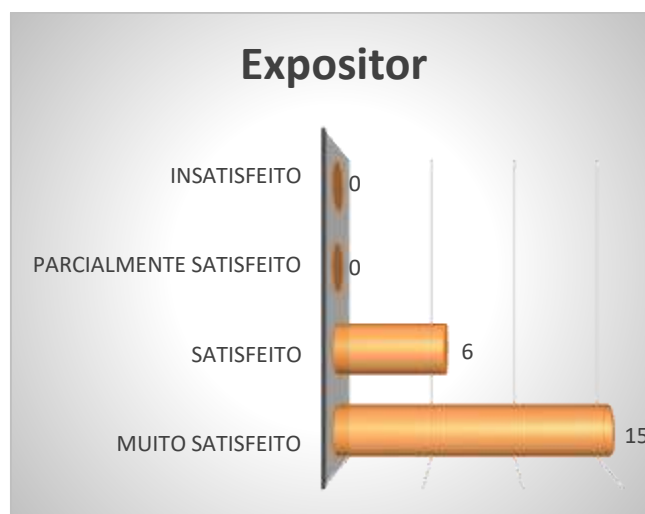 Expositor
INSATISFEITO 0
PARCIALMENTE SATISFEITO 0
SATISFEITO 6
MUITO SATISFEITO 15